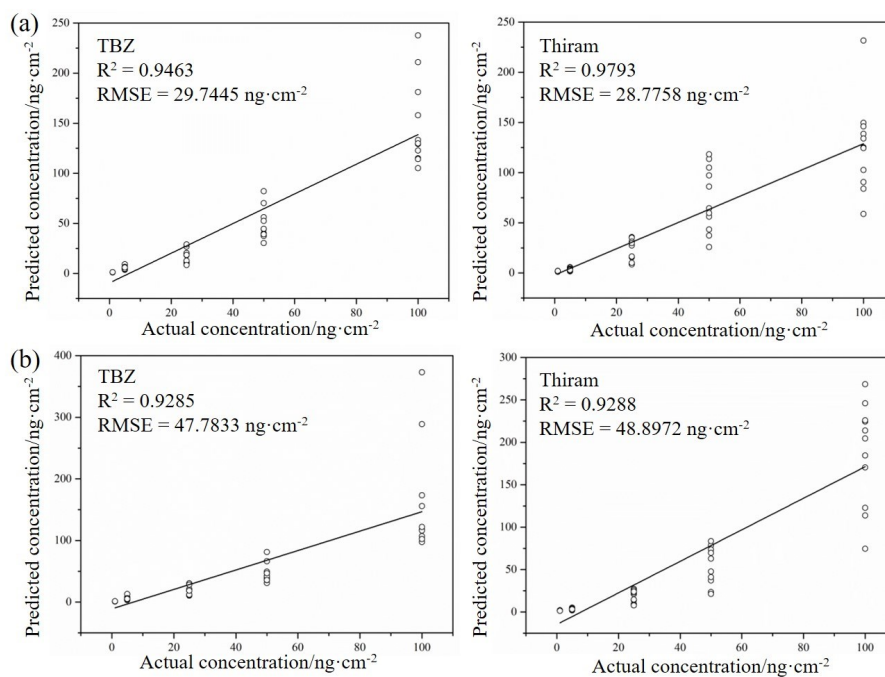 (a)
TBZ
R² = 0.9463
RMSE = 29.7445 ng·cm⁻²
Predicted concentration/ng·cm⁻²
250
200
150
100
50
0
0 20 40 60 80 100
Actual concentration/ng·cm⁻²
Thiram
R² = 0.9793
RMSE = 28.7758 ng·cm⁻²
Predicted concentration/ng·cm⁻²
250
200
150
100
50
0
0 20 40 60 80 100
Actual concentration/ng·cm⁻²
(b)
TBZ
R² = 0.9285
RMSE = 47.7833 ng·cm⁻²
Predicted concentration/ng·cm⁻²
400
300
200
100
0
0 20 40 60 80 100
Actual concentration/ng·cm⁻²
Thiram
R² = 0.9288
RMSE = 48.8972 ng·cm⁻²
Predicted concentration/ng·cm⁻²
300
250
200
150
100
50
0
0 20 40 60 80 100
Actual concentration/ng·cm⁻²